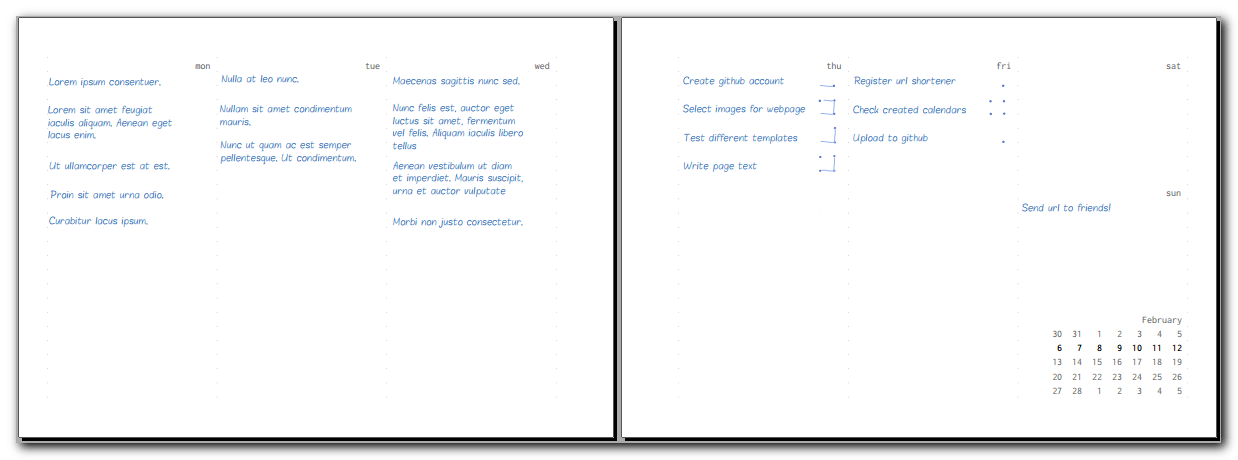 mon
Lorem ipsum consentuer.
Lorem sit amet feugiat
iaculis aliquam. Aenean eget
lacus enim.
Ut ullamcorper est at est.
Proin sit amet urna odio.
Curabitur lacus ipsum.
tue
Nulla at leo nunc.
Nullam sit amet condimentum
mauris.
Nunc ut quam ac est semper
pellentesque. Ut condimentum.
wed
Maecenas sagittis nunc sed.
Nunc felis est, auctor eget
luctus sit amet, fermentum
vel felis. Aliquam iaculis libero
tellus
Aenean vestibulum ut diam
et imperdiet. Mauris suscipit,
urna et auctor vulputate
Morbi non justo consectetur.
thu
Create github account
Select images for webpage
Test different templates
Write page text
fri
Register url shortener
Check created calendars
Upload to github
sat
sun
Send url to friends!
February
30 31 1 2 3 4 5
6 7 8 9 10 11 12
13 14 15 16 17 18 19
20 21 22 23 24 25 26
27 28 1 2 3 4 5